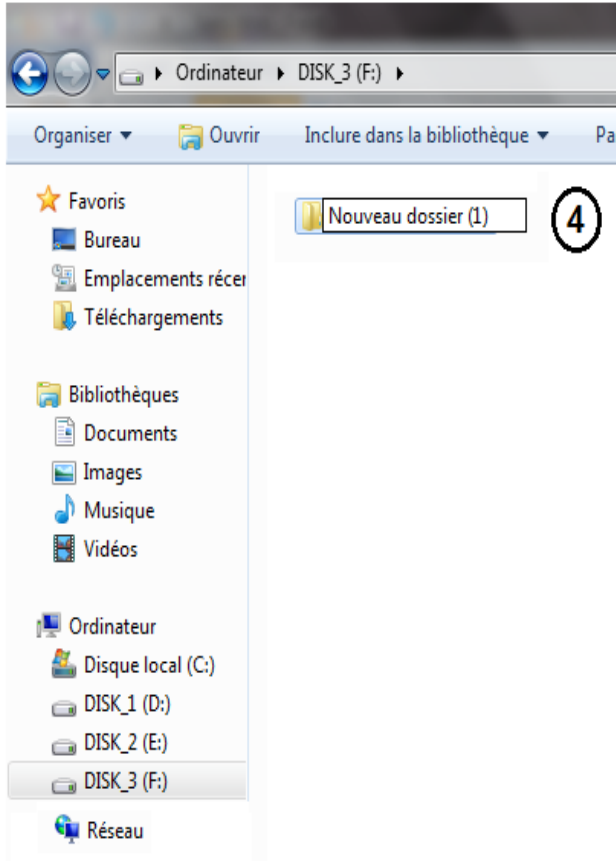 Ordinateur DISK_3 (F:)
Organiser Ouvrir Inclure dans la bibliothèque Pa
Favoris
Bureau
Emplacements récer
Téléchargements
Bibliothèques
Documents
Images
Musique
Vidéos
Ordinateur
Disque local (C:)
DISK_1 (D:)
DISK_2 (E:)
DISK_3 (F:)
Réseau
Nouveau dossier (1) 4